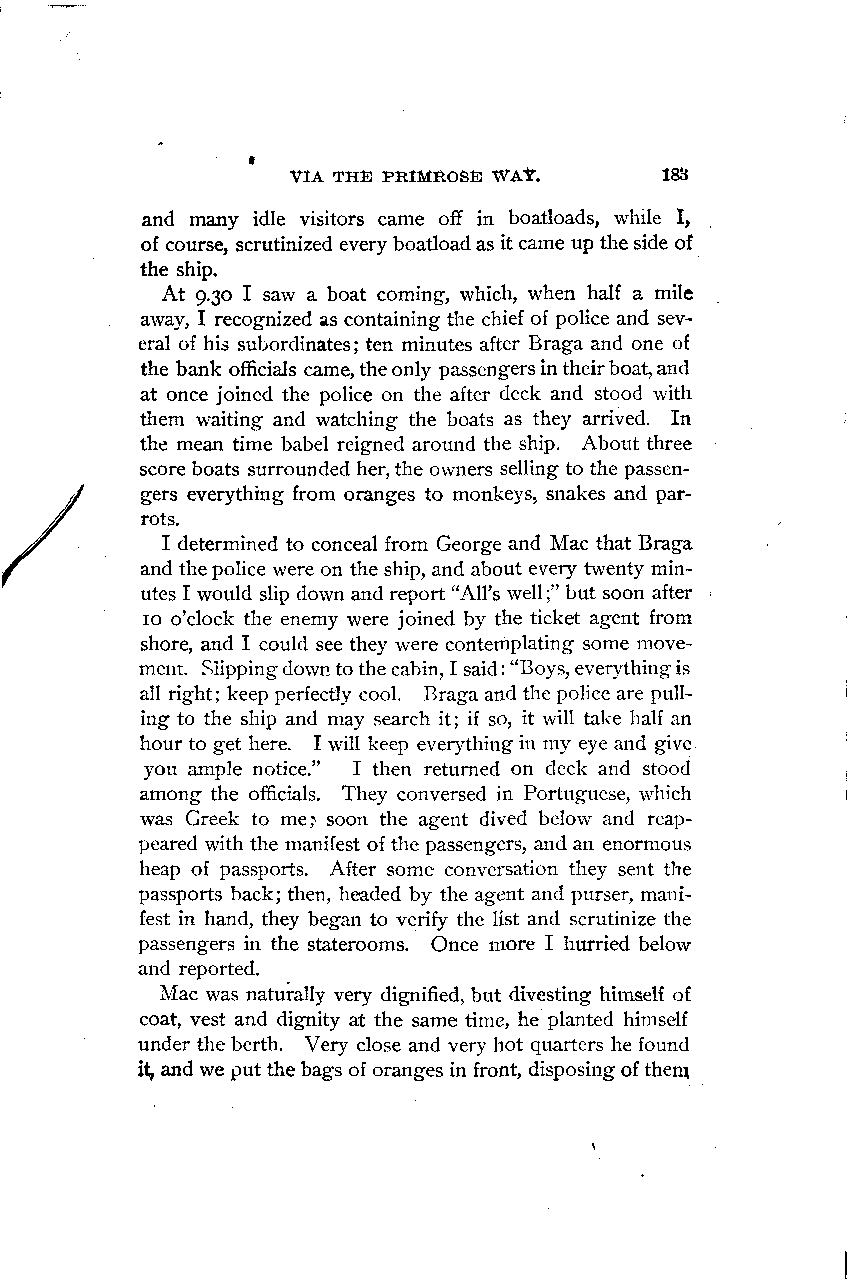 VIA THE PRIMROSE WAY. 183
and many idle visitors came off in boatloads, while I,
of course, scrutinized every boatload as it came up the side of
the ship.
At 9.30 I saw a boat coming, which, when half a mile
away, I recognized as containing the chief of police and sev-
eral of his subordinates; ten minutes after Braga and one of
the bank officials came, the only passengers in their boat, and
at once joined the police on the after deck and stood with
them waiting and watching the boats as they arrived. In
the mean time babel reigned around the ship. About three
score boats surrounded her, the owners selling to the passen-
gers everything from oranges to monkeys, snakes and par-
rots.
I determined to conceal from George and Mac that Braga
and the police were on the ship, and about every twenty min-
utes I would slip down and report "All's well;" but soon after
10 o'clock the enemy were joined by the ticket agent from
shore, and I could see they were contemplating some move-
ment. Slipping down to the cabin, I said: "Boys, everything is
all right; keep perfectly cool. Braga and the police are pull-
ing to the ship and may search it; if so, it will take half an
hour to get here. I will keep everything in my eye and give
you ample notice." I then returned on deck and stood
among the officials. They conversed in Portuguese, which
was Greek to me; soon the agent dived below and reap-
peared with the manifest of the passengers, and an enormous
heap of passports. After some conversation they sent the
passports back; then, headed by the agent and purser, mani-
fest in hand, they began to verify the list and scrutinize the
passengers in the staterooms. Once more I hurried below
and reported.
Mac was naturally very dignified, but divesting himself of
coat, vest and dignity at the same time, he planted himself
under the berth. Very close and very hot quarters he found
it, and we put the bags of oranges in front, disposing of them